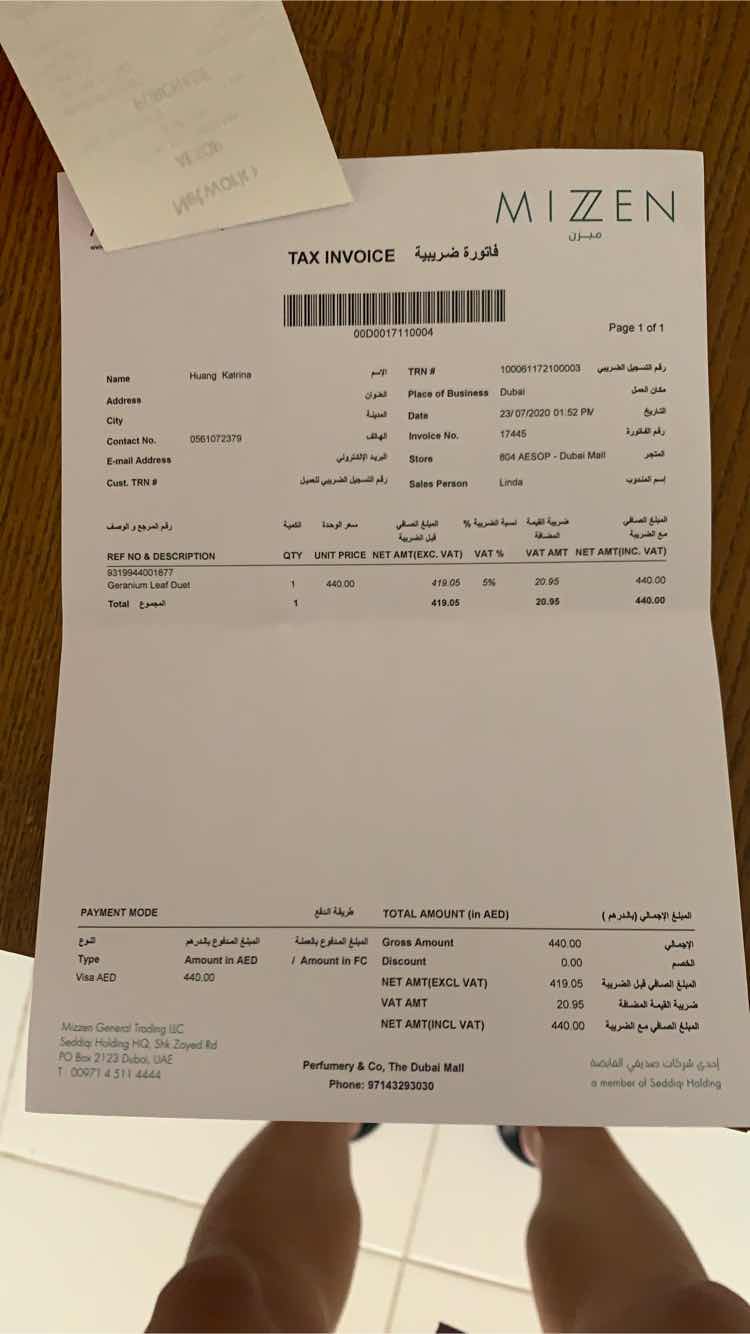 MIZZEN
ميزن
TAX INVOICE فاتورة ضريبية
00D0017110004
Page 1 of 1
Name Huang Katrina الإسم
Address العنوان
City المدينة
Contact No. 0561072379 الهاتف
E-mail Address البريد الإلكتروني
Cust. TRN # رقم التسجيل الضريبي للعميل
TRN # 100061172100003 رقم التسجيل الضريبي
Place of Business Dubai مكان العمل
Date 23/07/2020 01:52 PM التاريخ
Invoice No. 17445 رقم الفاتورة
Store 804 AESOP - Dubai Mall المتجر
Sales Person Linda إسم المندوب
رقم المرجع و الوصف الكمية سعر الوحدة المبلغ الصافي قبل الضريبة نسبة الضريبة % ضريبة القيمة المضافة المبلغ الصافي مع الضريبة
REF NO & DESCRIPTION QTY UNIT PRICE NET AMT(EXC. VAT) VAT % VAT AMT NET AMT(INC. VAT)
9319944001877
Geranium Leaf Duet 1 440.00 419.05 5% 20.95 440.00
Total المجموع 1 419.05 20.95 440.00
PAYMENT MODE طريقة الدفع
النوع المبلغ المدفوع بالدرهم المبلغ المدفوع بالعملة
Type Amount in AED / Amount in FC
Visa AED 440.00
TOTAL AMOUNT (in AED) المبلغ الإجمالي (بالدرهم)
Gross Amount 440.00 الإجمالي
Discount 0.00 الخصم
NET AMT(EXCL VAT) 419.05 المبلغ الصافي قبل الضريبة
VAT AMT 20.95 ضريبة القيمة المضافة
NET AMT(INCL VAT) 440.00 المبلغ الصافي مع الضريبة
Mizzen General Trading LLC
Seddiqi Holding HQ, Shk Zayed Rd
PO Box 2123 Dubai, UAE
T : 00971 4 511 4444
Perfumery & Co, The Dubai Mall
Phone: 97143293030
إحدى شركات صديقي القابضة
a member of Seddiqi Holding